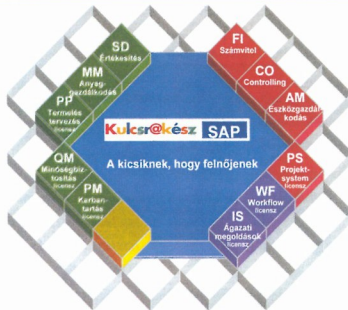 SD
Értékesítés
MM
Anyag-
gazdálkodás
PP
Termelés
tervezés
licensz
QM
Minőségbiz-
tosítás
licensz
PM
Karban-
tartás
licensz
Kulcsr@kész SAP
A kicsiknek, hogy felnőjenek
FI
Számvitel
CO
Controlling
AM
Eszközgazdál-
kodás
PS
Projekt-
system
licensz
WF
Workflow
licensz
IS
Ágazati
megoldások
licensz